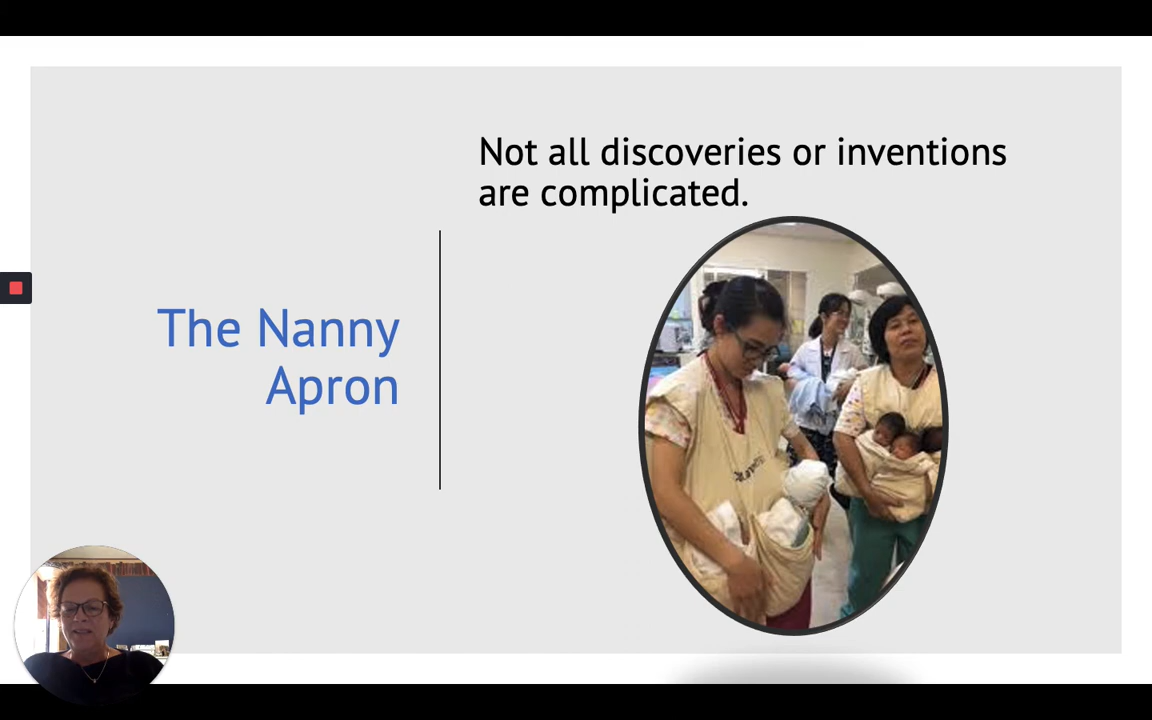 Not all discoveries or inventions
are complicated.
The Nanny
Apron